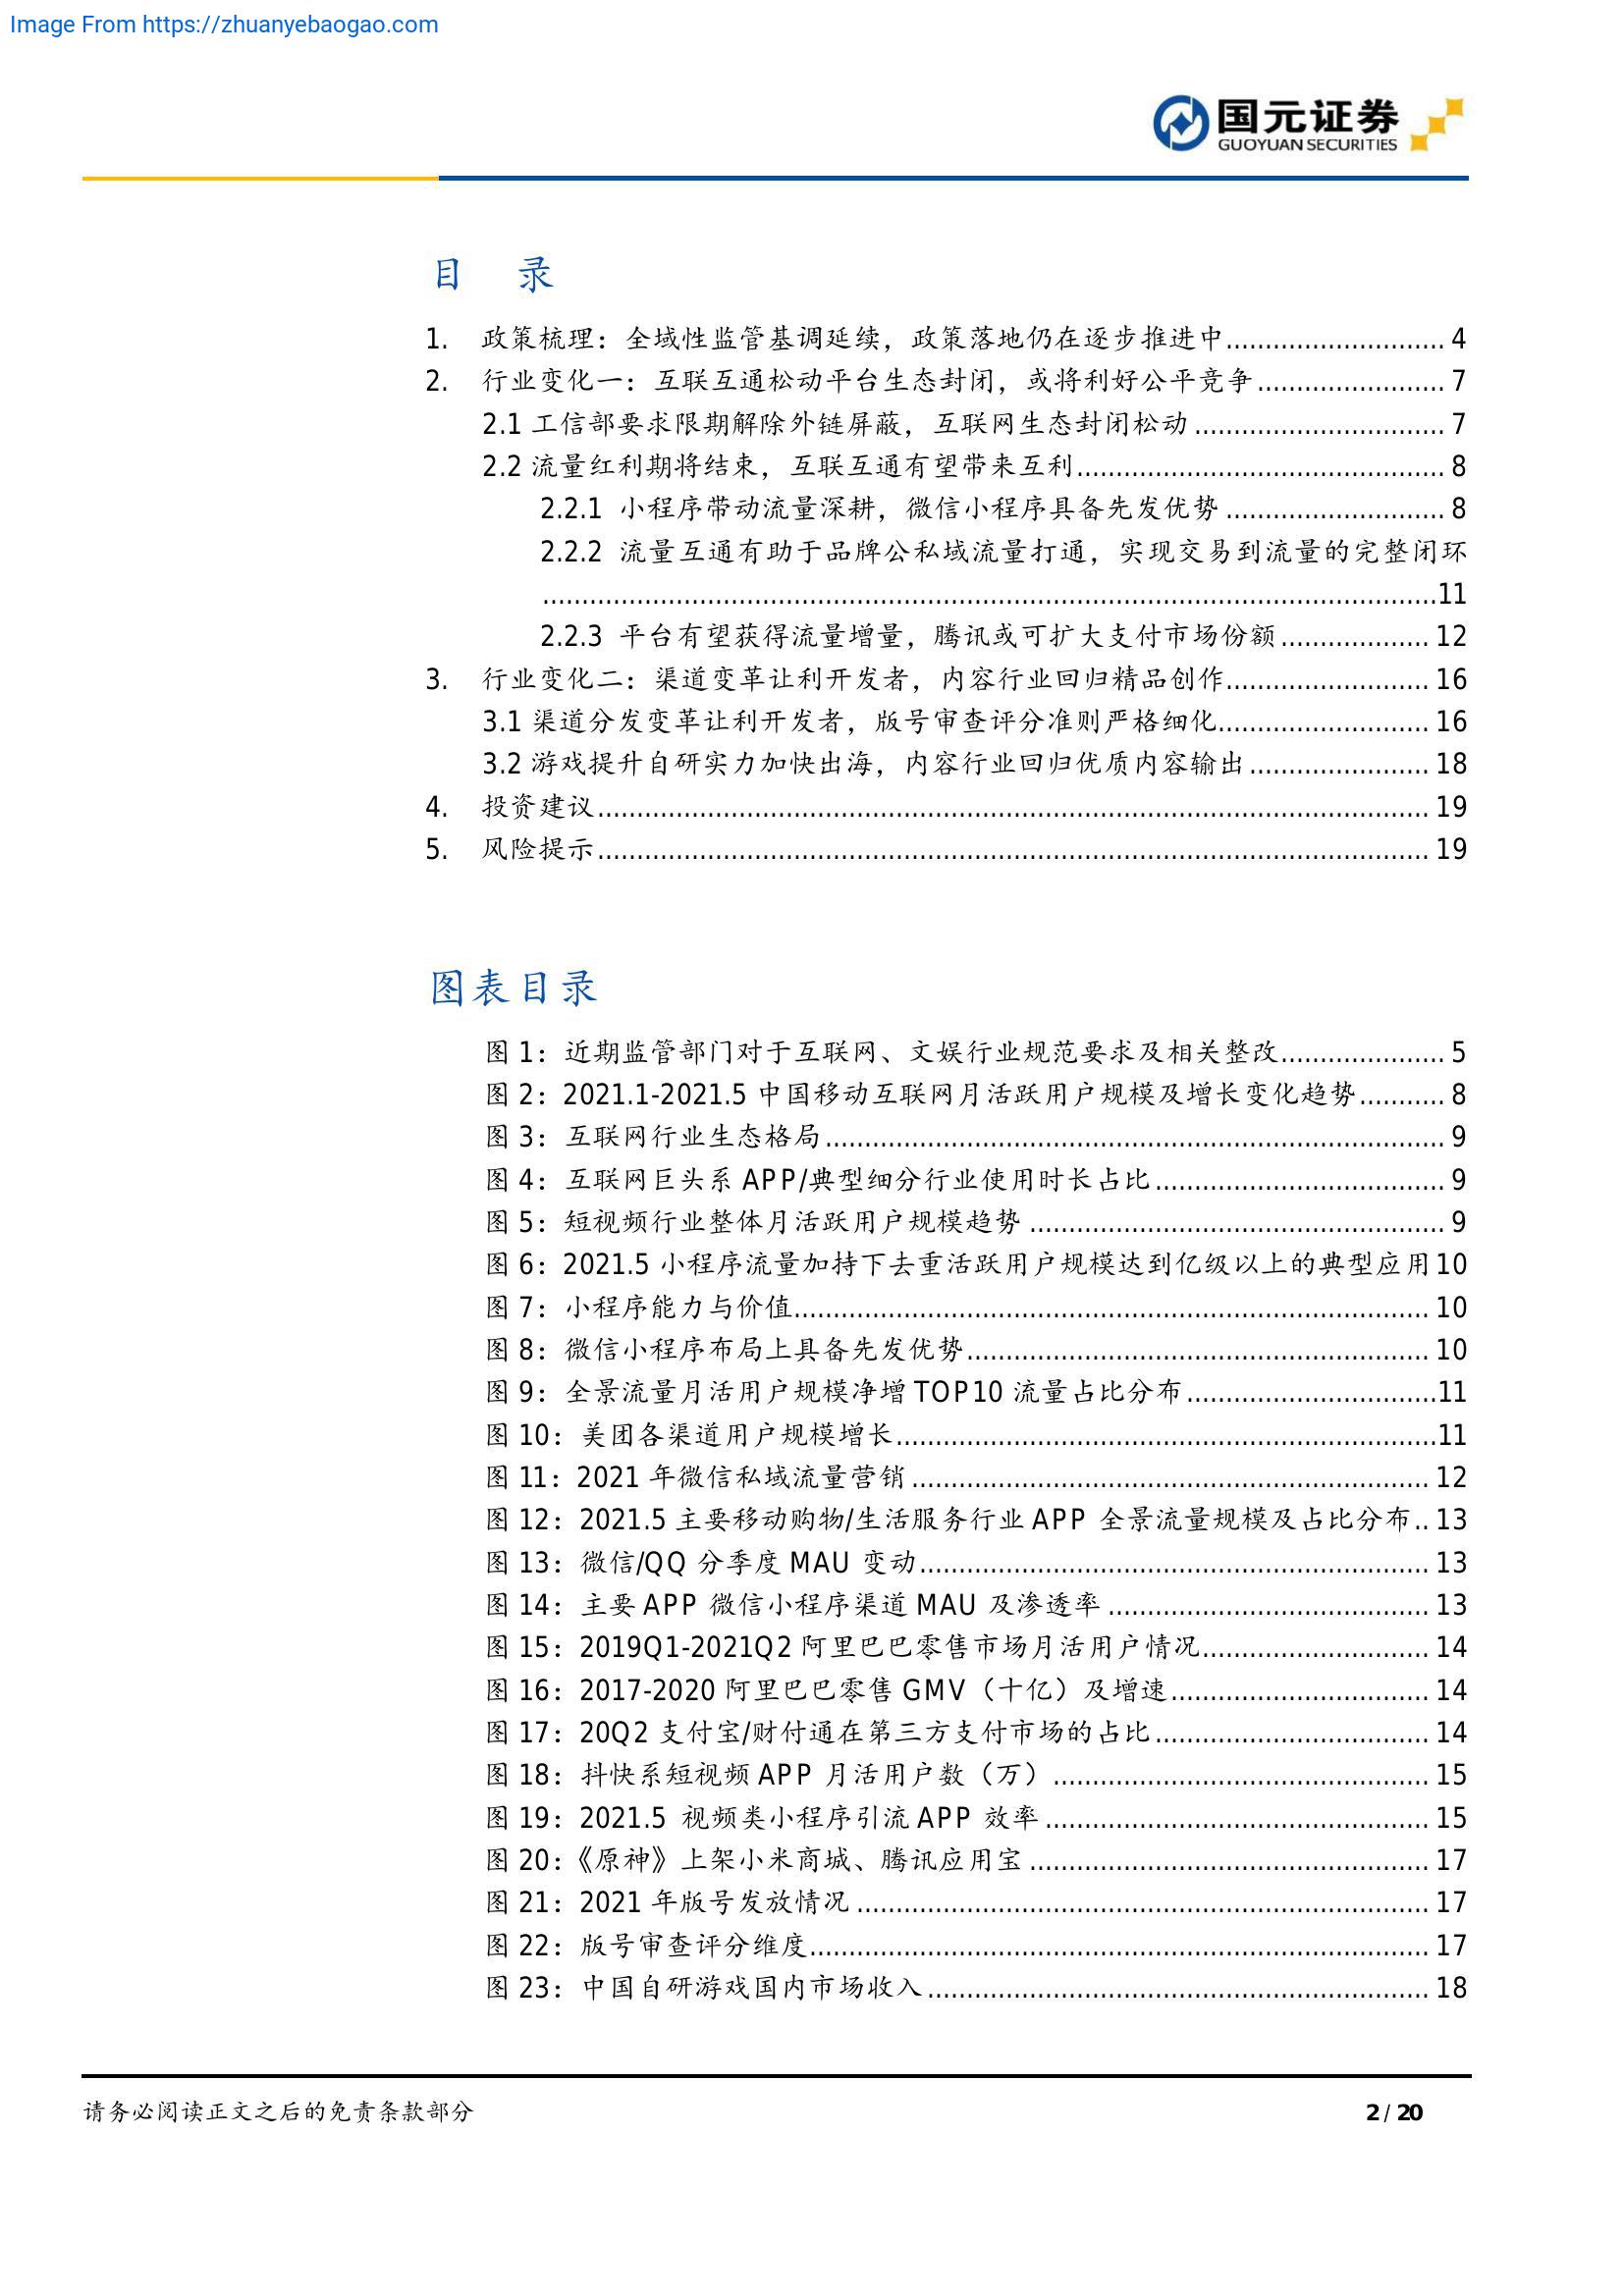 Image From https://zhuanyebaogao.com
国元证券
GUOYUAN SECURITIES
目 录
1. 政策梳理：全域性监管基调延续，政策落地仍在逐步推进中............................ 4
2. 行业变化一：互联互通松动平台生态封闭，或将利好公平竞争........................ 7
2.1 工信部要求限期解除外链屏蔽，互联网生态封闭松动................................ 7
2.2 流量红利期将结束，互联互通有望带来互利............................................... 8
2.2.1 小程序带动流量深耕，微信小程序具备先发优势............................ 8
2.2.2 流量互通有助于品牌公私域流量打通，实现交易到流量的完整闭环
...................................................................................................................11
2.2.3 平台有望获得流量增量，腾讯或可扩大支付市场份额................... 12
3. 行业变化二：渠道变革让利开发者，内容行业回归精品创作.......................... 16
3.1 渠道分发变革让利开发者，版号审查评分准则严格细化........................... 16
3.2 游戏提升自研实力加快出海，内容行业回归优质内容输出....................... 18
4. 投资建议........................................................................................................... 19
5. 风险提示........................................................................................................... 19
图表目录
图 1：近期监管部门对于互联网、文娱行业规范要求及相关整改..................... 5
图 2：2021.1-2021.5 中国移动互联网月活跃用户规模及增长变化趋势........... 8
图 3：互联网行业生态格局................................................................................ 9
图 4：互联网巨头系 APP/典型细分行业使用时长占比..................................... 9
图 5：短视频行业整体月活跃用户规模趋势...................................................... 9
图 6：2021.5 小程序流量加持下去重活跃用户规模达到亿级以上的典型应用10
图 7：小程序能力与价值.................................................................................. 10
图 8：微信小程序布局上具备先发优势............................................................ 10
图 9：全景流量月活用户规模净增 TOP10 流量占比分布................................11
图 10：美团各渠道用户规模增长......................................................................11
图 11：2021 年微信私域流量营销................................................................... 12
图 12：2021.5 主要移动购物/生活服务行业 APP 全景流量规模及占比分布.. 13
图 13：微信/QQ 分季度 MAU 变动.................................................................. 13
图 14：主要 APP 微信小程序渠道 MAU 及渗透率.......................................... 13
图 15：2019Q1-2021Q2 阿里巴巴零售市场月活用户情况............................. 14
图 16：2017-2020 阿里巴巴零售 GMV（十亿）及增速................................. 14
图 17：20Q2 支付宝/财付通在第三方支付市场的占比................................... 14
图 18：抖快系短视频 APP 月活用户数（万）................................................ 15
图 19：2021.5 视频类小程序引流 APP 效率................................................. 15
图 20：《原神》上架小米商城、腾讯应用宝................................................... 17
图 21：2021 年版号发放情况.......................................................................... 17
图 22：版号审查评分维度................................................................................ 17
图 23：中国自研游戏国内市场收入................................................................. 18
请务必阅读正文之后的免责条款部分
2 / 20